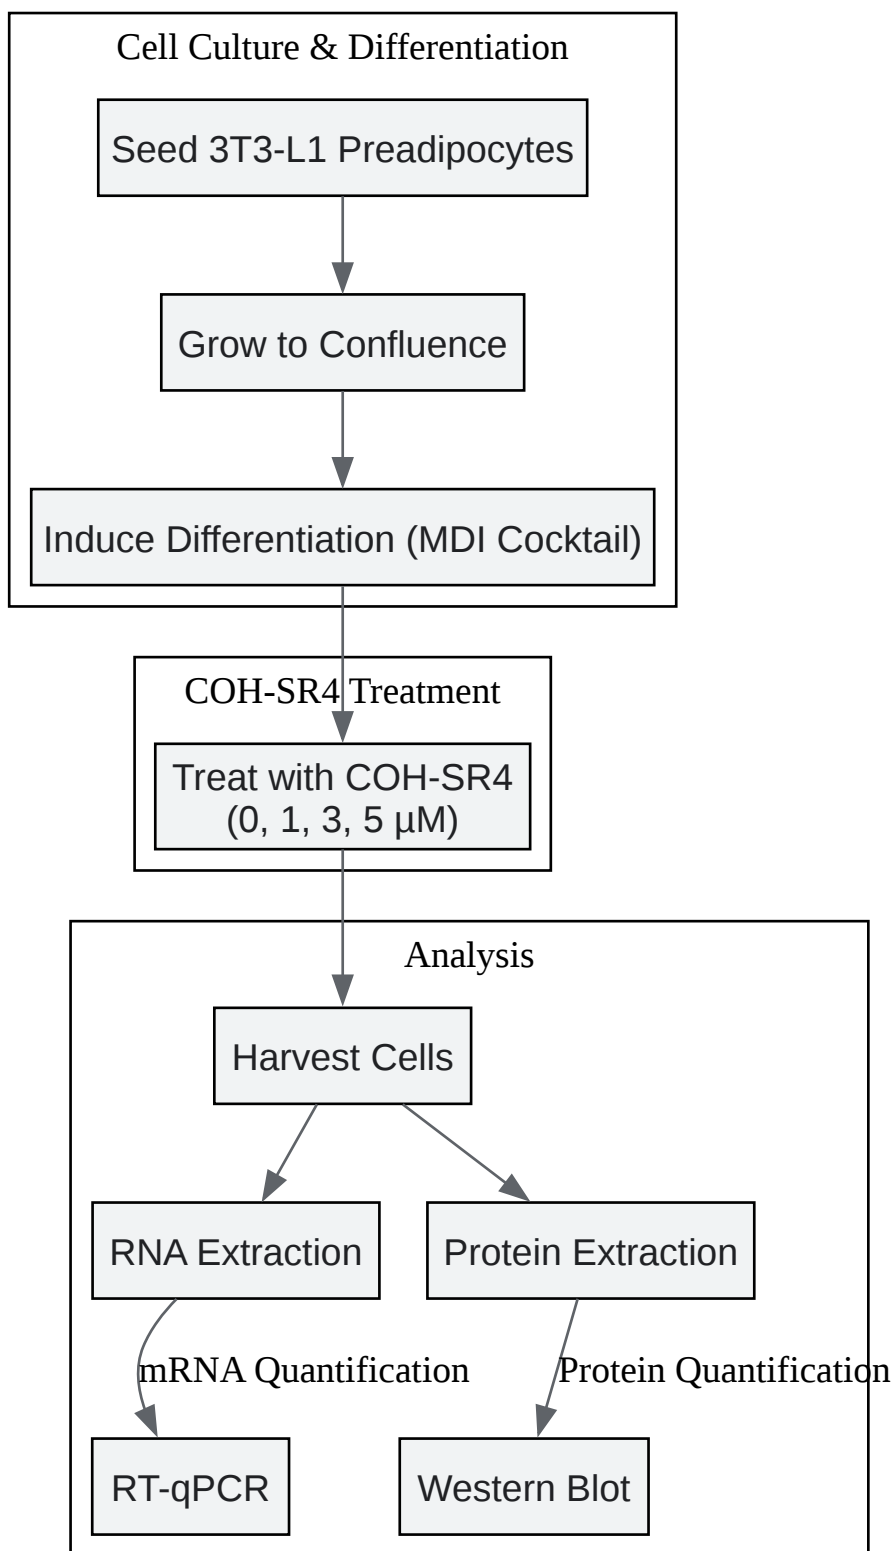 Cell Culture & Differentiation
Seed 3T3-L1 Preadipocytes
Grow to Confluence
Induce Differentiation (MDI Cocktail)
COH-SR4 Treatment
Treat with COH-SR4
(0, 1, 3, 5 µM)
Analysis
Harvest Cells
RNA Extraction
Protein Extraction
mRNA Quantification
Protein Quantification
RT-qPCR
Western Blot